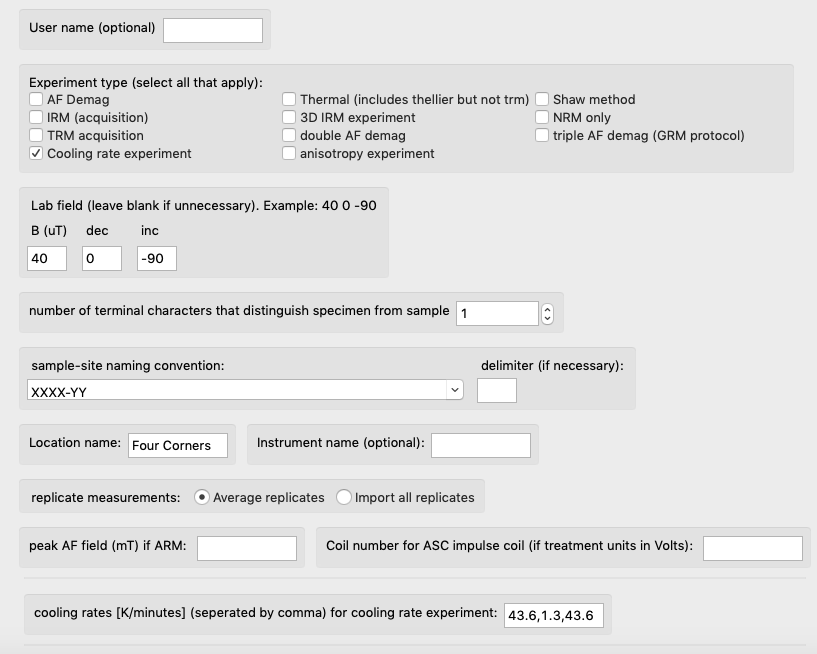 User name (optional)
Experiment type (select all that apply):
AF Demag Thermal (includes thellier but not trm) Shaw method
IRM (acquisition) 3D IRM experiment NRM only
TRM acquisition double AF demag triple AF demag (GRM protocol)
Cooling rate experiment anisotropy experiment
Lab field (leave blank if unnecessary). Example: 40 0 -90
B (uT) dec inc
40 0 -90
number of terminal characters that distinguish specimen from sample 1
sample-site naming convention: delimiter (if necessary):
XXXX-YY
Location name: Four Corners Instrument name (optional):
replicate measurements: Average replicates Import all replicates
peak AF field (mT) if ARM: Coil number for ASC impulse coil (if treatment units in Volts):
cooling rates [K/minutes] (seperated by comma) for cooling rate experiment: 43.6,1.3,43.6